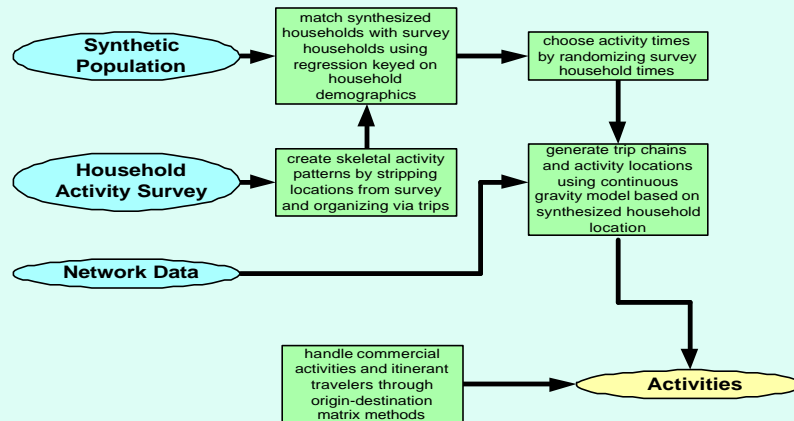 Synthetic
Population
match synthesized
households with survey
households using
regression keyed on
household
demographics
choose activity times
by randomizing survey
household times
Household
Activity Survey
create skeletal activity
patterns by stripping
locations from survey
and organizing via trips
generate trip chains
and activity locations
using continuous
gravity model based on
synthesized household
location
Network Data
handle commercial
activities and itinerant
travelers through
origin-destination
matrix methods
Activities